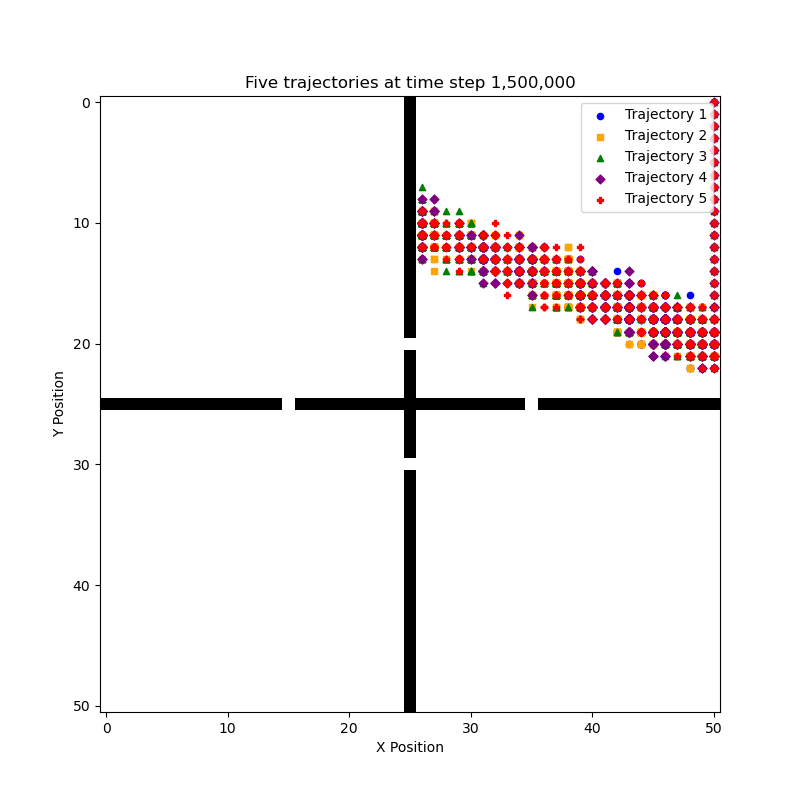 Five trajectories at time step 1,500,000
Trajectory 1
Trajectory 2
Trajectory 3
Trajectory 4
Trajectory 5
0
10
20
30
40
50
Y Position
0 10 20 30 40 50
X Position